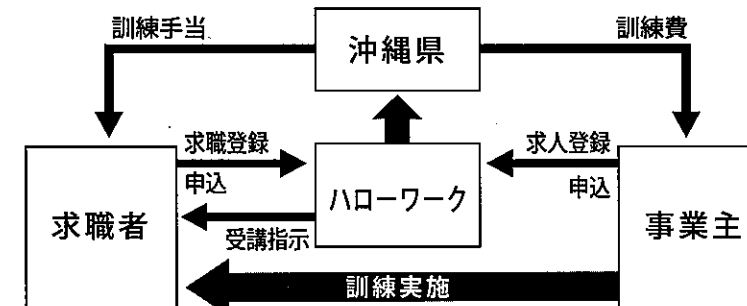 訓練手当
沖縄県
訓練費
求職登録
申込
求人登録
申込
求職者
ハローワーク
事業主
受講指示
訓練実施